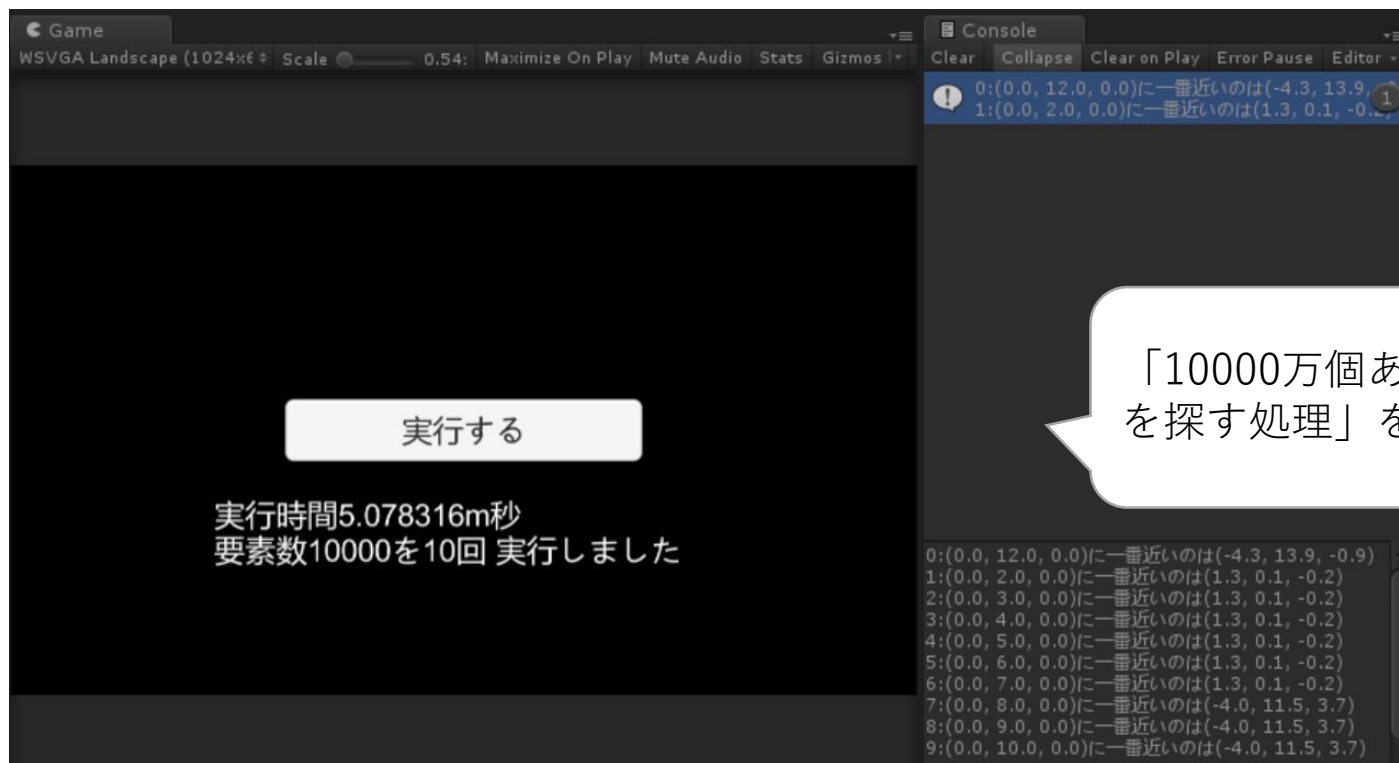 Game
WSVGA Landscape (1024x6 Scale 0.54: Maximize On Play Mute Audio Stats Gizmos
実行する
実行時間5.078316m秒
要素数10000を10回 実行しました
Console
Clear Collapse Clear on Play Error Pause Editor
0:(0.0, 12.0, 0.0)に一番近いのは(-4.3, 13.9,
1
1:(0.0, 2.0, 0.0)に一番近いのは(1.3, 0.1, -0.2)
「10000万個あ
を探す処理」を
0:(0.0, 12.0, 0.0)に一番近いのは(-4.3, 13.9, -0.9)
1:(0.0, 2.0, 0.0)に一番近いのは(1.3, 0.1, -0.2)
2:(0.0, 3.0, 0.0)に一番近いのは(1.3, 0.1, -0.2)
3:(0.0, 4.0, 0.0)に一番近いのは(1.3, 0.1, -0.2)
4:(0.0, 5.0, 0.0)に一番近いのは(1.3, 0.1, -0.2)
5:(0.0, 6.0, 0.0)に一番近いのは(1.3, 0.1, -0.2)
6:(0.0, 7.0, 0.0)に一番近いのは(1.3, 0.1, -0.2)
7:(0.0, 8.0, 0.0)に一番近いのは(-4.0, 11.5, 3.7)
8:(0.0, 9.0, 0.0)に一番近いのは(-4.0, 11.5, 3.7)
9:(0.0, 10.0, 0.0)に一番近いのは(-4.0, 11.5, 3.7)